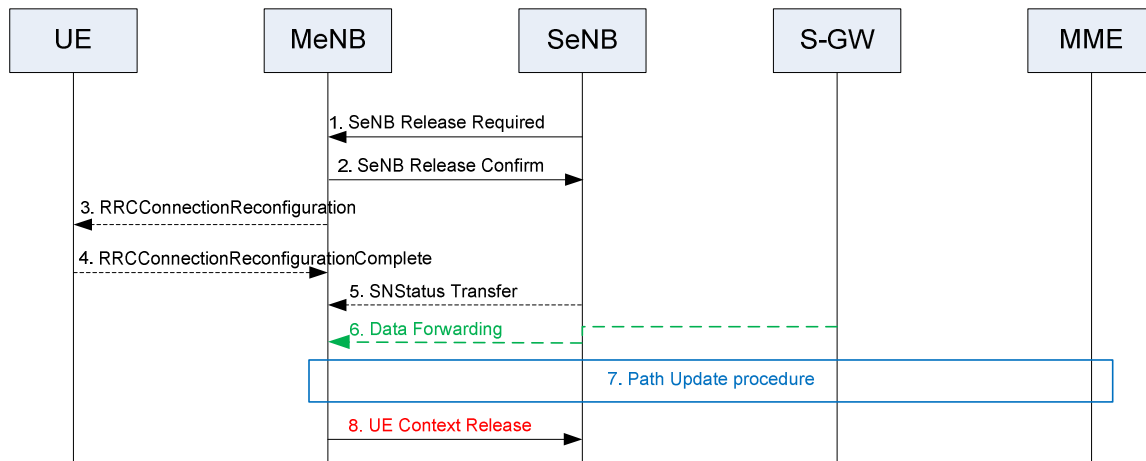 UE
MeNB
SeNB
S-GW
MME
1. SeNB Release Required
2. SeNB Release Confirm
3. RRCConnectionReconfiguration
4. RRCConnectionReconfigurationComplete
5. SNStatus Transfer
6. Data Forwarding
7. Path Update procedure
8. UE Context Release